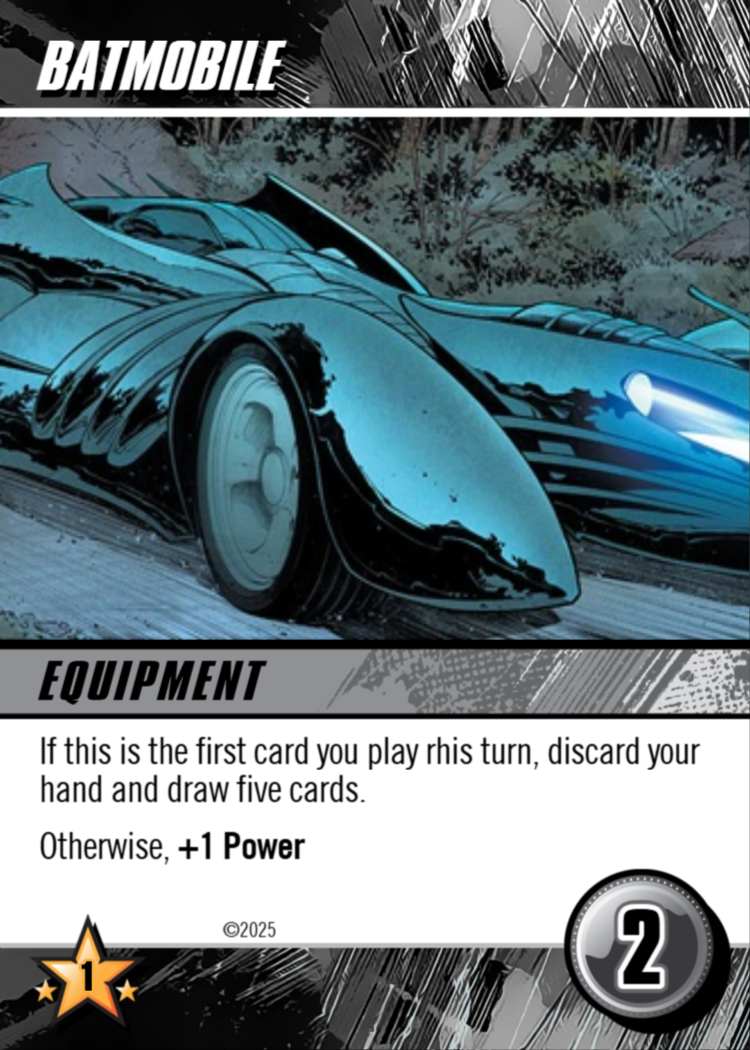 BATMOBILE
EQUIPMENT
If this is the first card you play rhis turn, discard your
hand and draw five cards.
Otherwise, +1 Power
©2025
1
2